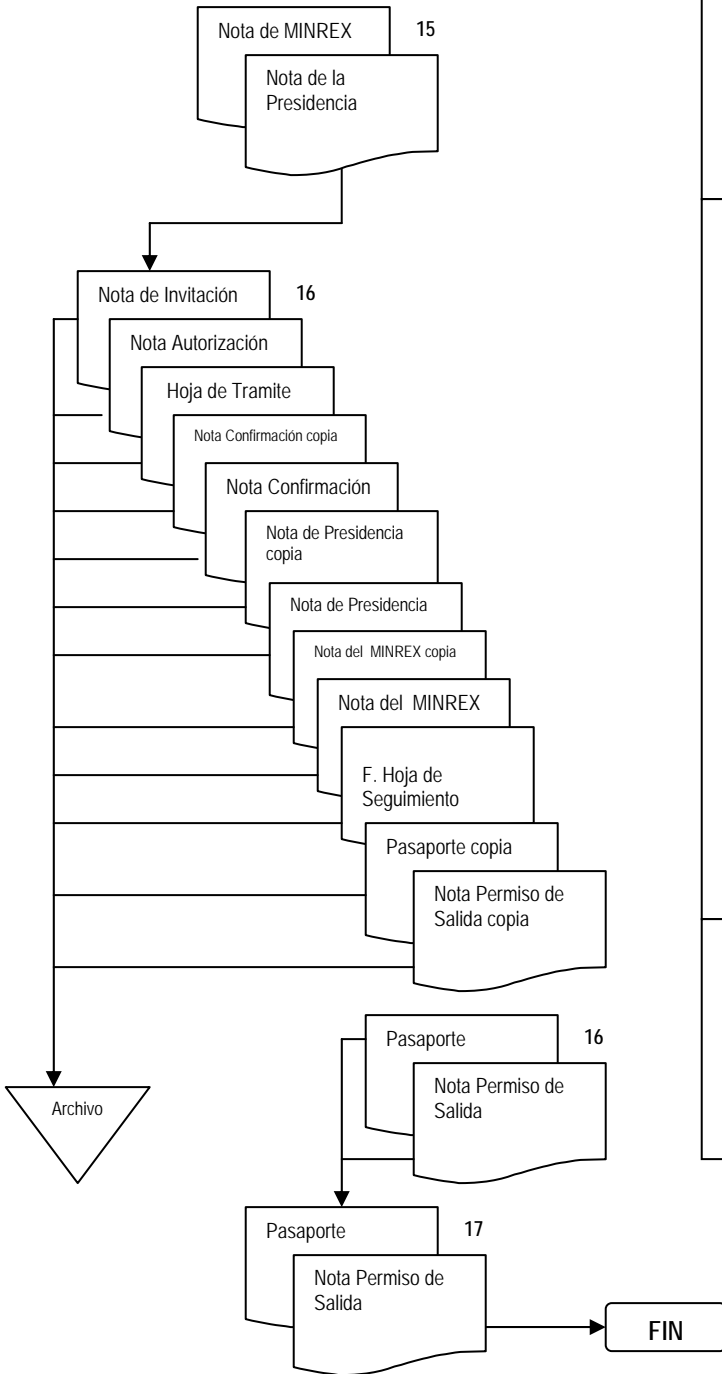 Nota de MINREX 15
Nota de la
Presidencia
Nota de Invitación 16
Nota Autorización
Hoja de Tramite
Nota Confirmación copia
Nota Confirmación
Nota de Presidencia
copia
Nota de Presidencia
Nota del MINREX copia
Nota del MINREX
F. Hoja de
Seguimiento
Pasaporte copia
Nota Permiso de
Salida copia
Pasaporte 16
Nota Permiso de
Salida
Archivo
Pasaporte 17
Nota Permiso de
Salida
FIN